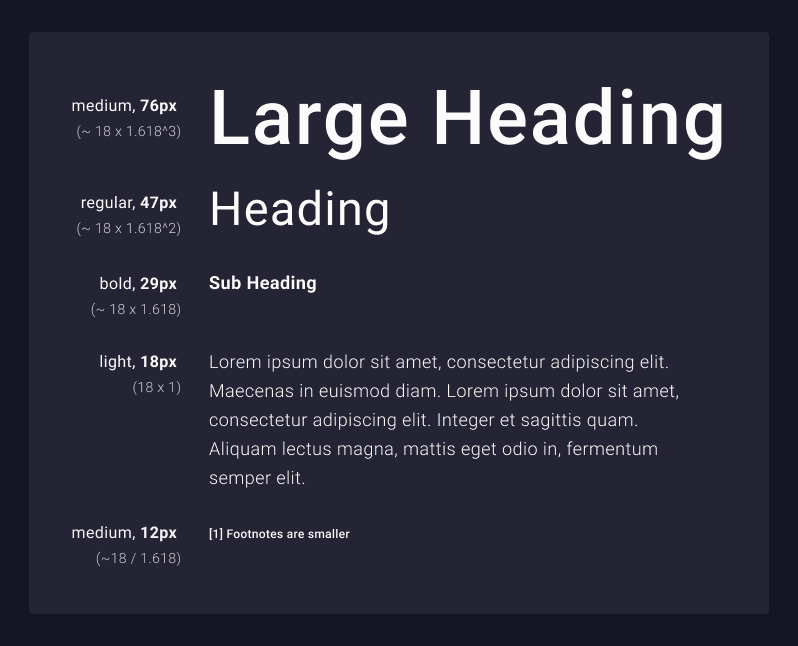 medium, 76px
(~ 18 x 1.618^3)
Large Heading
regular, 47px
(~ 18 x 1.618^2)
Heading
bold, 29px
(~ 18 x 1.618)
Sub Heading
light, 18px
(18 x 1)
Lorem ipsum dolor sit amet, consectetur adipiscing elit.
Maecenas in euismod diam. Lorem ipsum dolor sit amet,
consectetur adipiscing elit. Integer et sagittis quam.
Aliquam lectus magna, mattis eget odio in, fermentum
semper elit.
medium, 12px
(~18 / 1.618)
[1] Footnotes are smaller